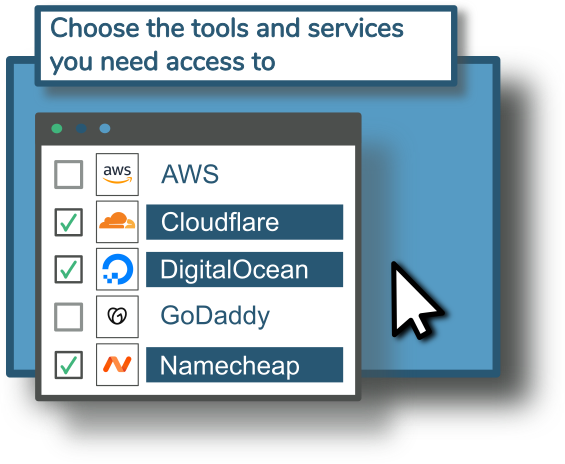 Choose the tools and services
you need access to
aws AWS
Cloudflare
DigitalOcean
GoDaddy
Namecheap